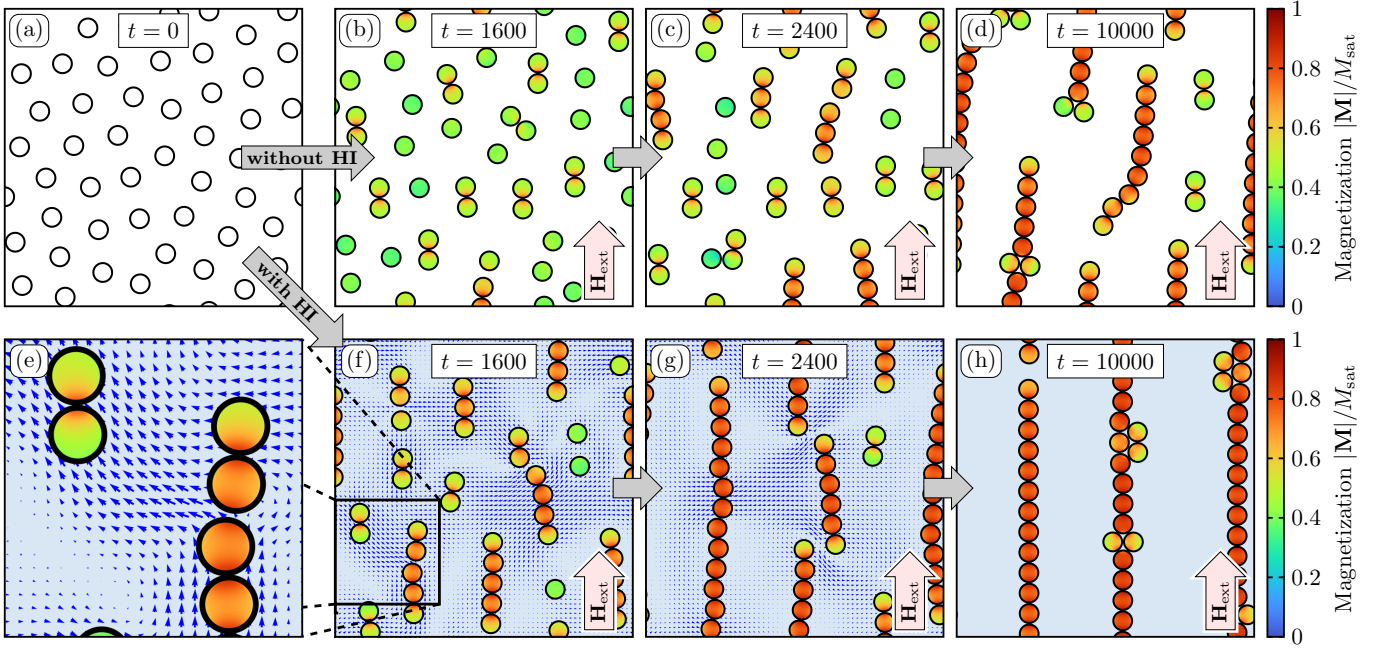 (a)
t = 0
(b)
t = 1600
(c)
t = 2400
(d)
t = 10000
without HI
with HI
H_ext
H_ext
H_ext
1
0.8
0.6
0.4
0.2
0
Magnetization |M|/M_sat
(e)
(f)
t = 1600
(g)
t = 2400
(h)
t = 10000
H_ext
H_ext
H_ext
1
0.8
0.6
0.4
0.2
0
Magnetization |M|/M_sat